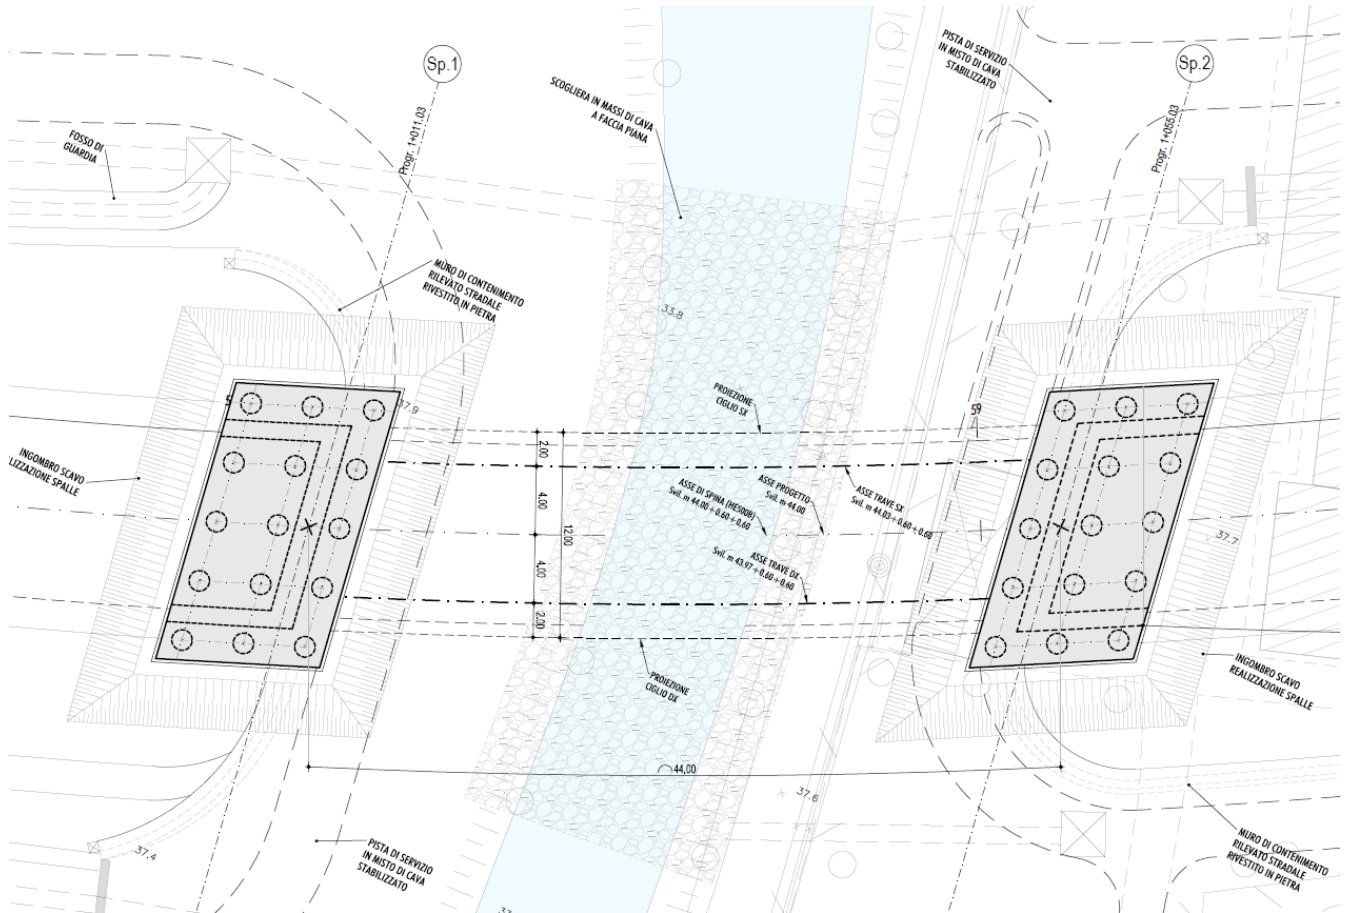 Sp.1
Progr. 1+011.03
Sp.2
Progr. 1+055.03
PISTA DI SERVIZIO
IN MISTO DI CAVA
STABILIZZATO
SCOGLIERA IN MASSI DI CAVA
A FACCIA PIANA
FOSSO DI
GUARDIA
MURO DI CONTENIMENTO
RILEVATO STRADALE
RIVESTITO IN PIETRA
33.8
37.9
59
PROIEZIONE
CIGLIO SX
INGOMBRO SCAVO
LIZZAZIONE SPALLE
2.00
4.00
12.00
4.00
2.00
ASSE DI SPINA (HE500B)
Svil. m 44.00+0.60+0.60
ASSE PROGETTO
Svil. m 44.00
ASSE TRAVE SX
Svil. m 44.03+0.60+0.60
ASSE TRAVE DX
Svil. m 43.97+0.60+0.60
37.7
PROIEZIONE
CIGLIO DX
INGOMBRO SCAVO
REALIZZAZIONE SPALLE
44.00
37.6
37.4
PISTA DI SERVIZIO
IN MISTO DI CAVA
STABILIZZATO
MURO DI CONTENIMENTO
RILEVATO STRADALE
RIVESTITO IN PIETRA